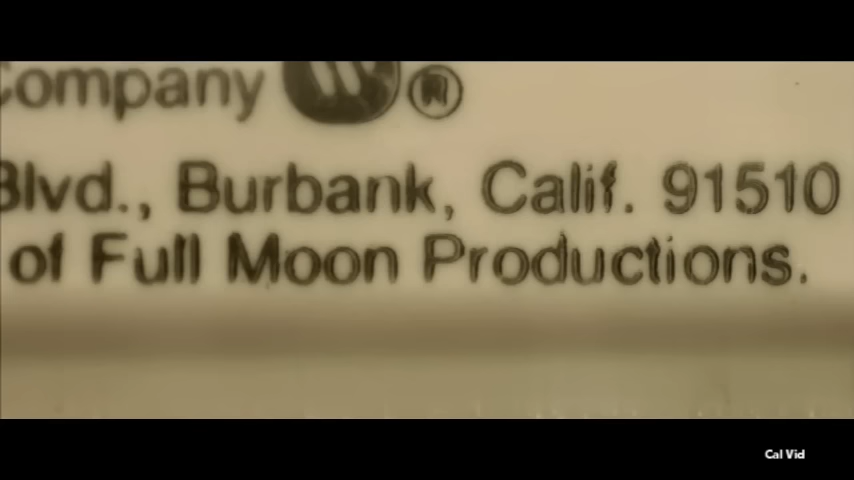 Company W ®
Blvd., Burbank, Calif. 91510
of Full Moon Productions.
Cal Vid